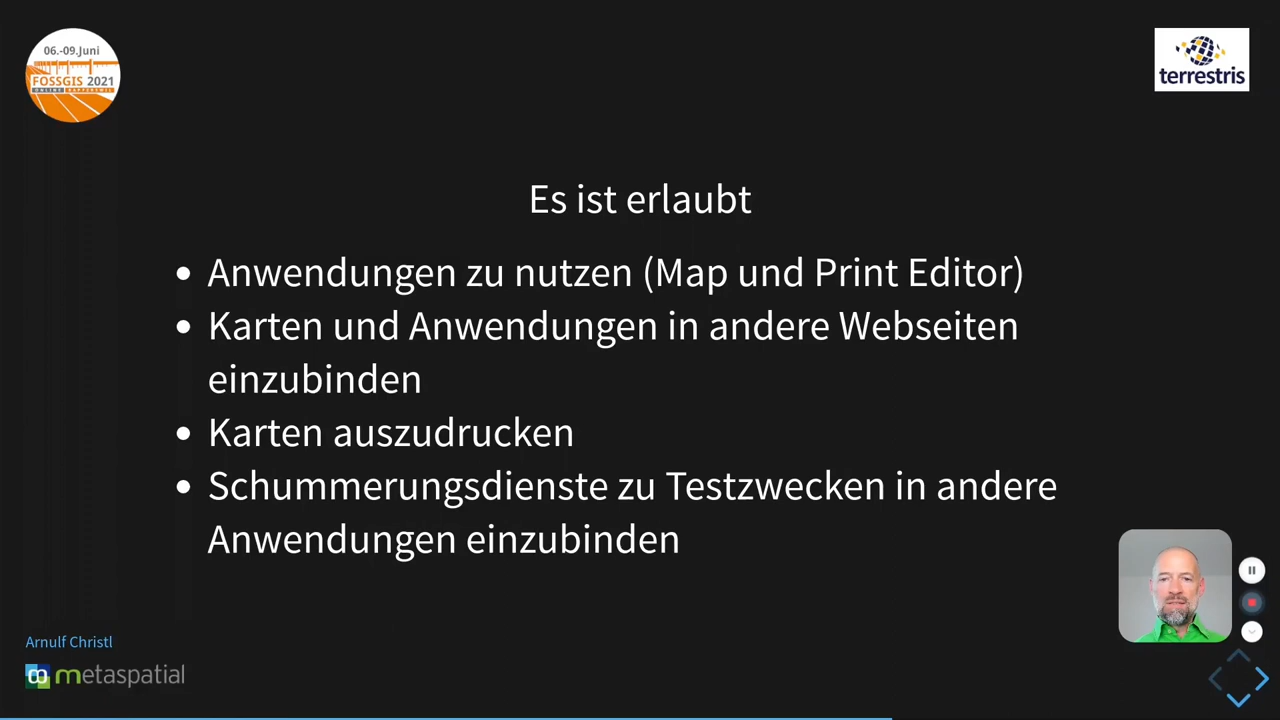 06.-09.Juni
FOSSGIS 2021
terrestris
Es ist erlaubt
Anwendungen zu nutzen (Map und Print Editor)
Karten und Anwendungen in andere Webseiten
einzubinden
Karten auszudrucken
Schummerungsdienste zu Testzwecken in andere
Anwendungen einzubinden
Arnulf Christl
metaspatial